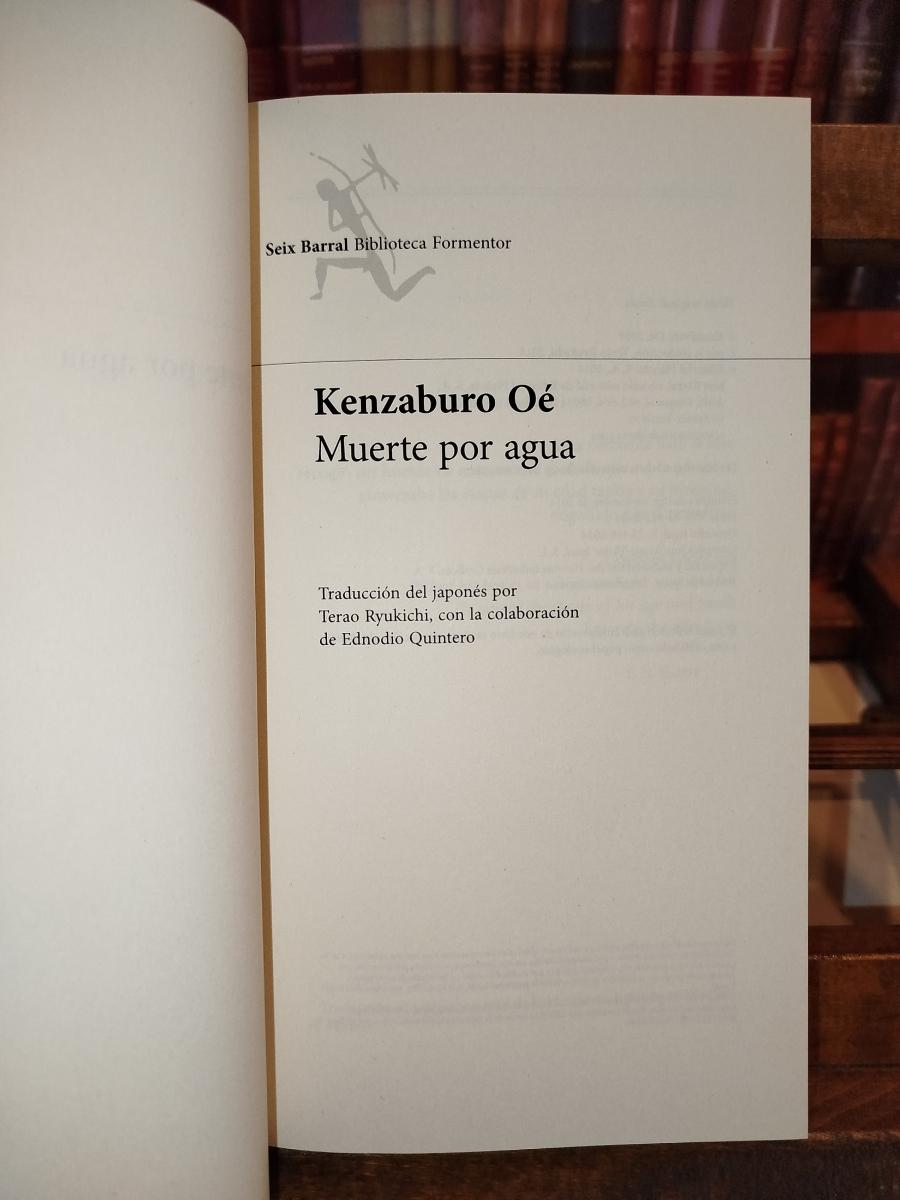 Seix Barral Biblioteca Formentor
Kenzaburo Oé
Muerte por agua
Traducción del japonés por
Terao Ryukichi, con la colaboración
de Ednodio Quintero